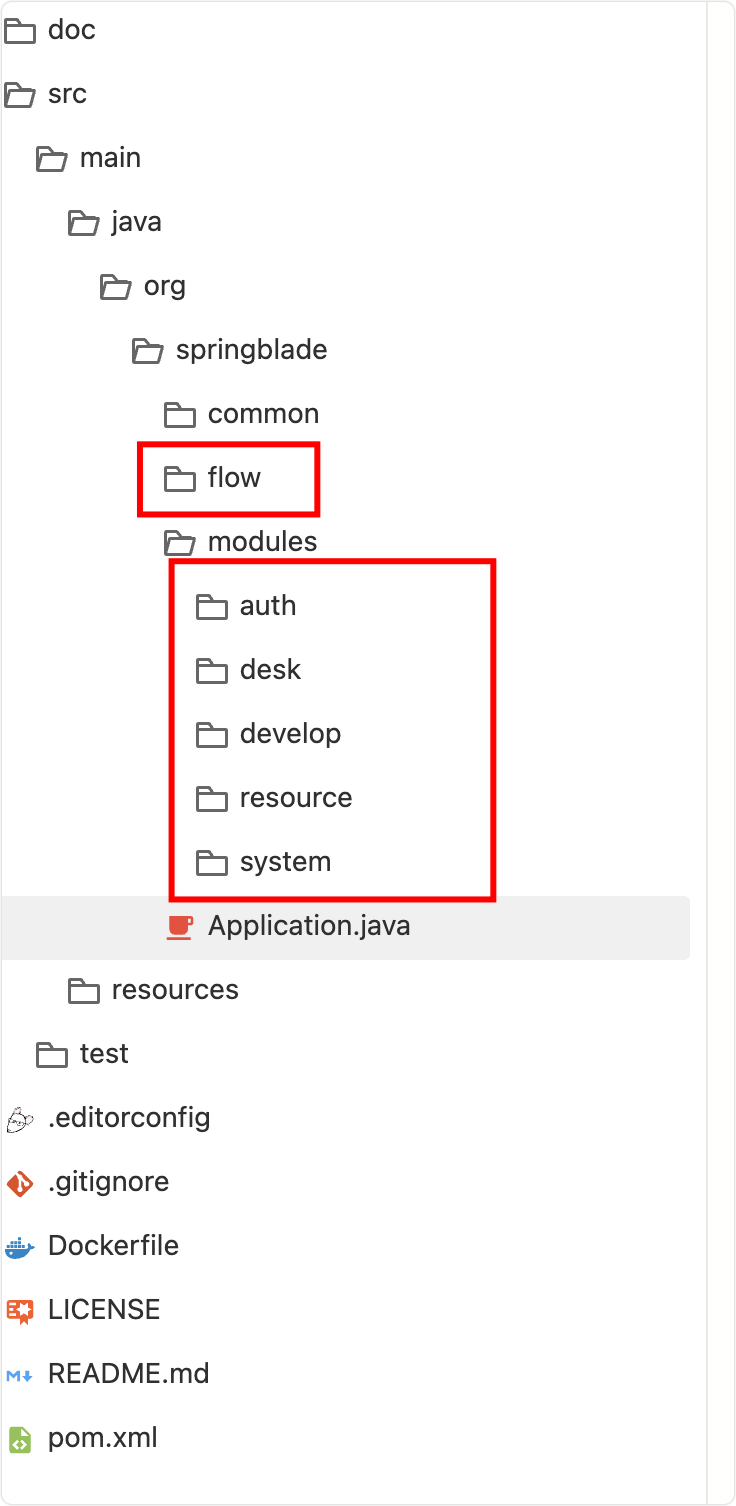 doc
src
main
java
org
springblade
common
flow
modules
auth
desk
develop
resource
system
Application.java
resources
test
.editorconfig
.gitignore
Dockerfile
LICENSE
README.md
pom.xml